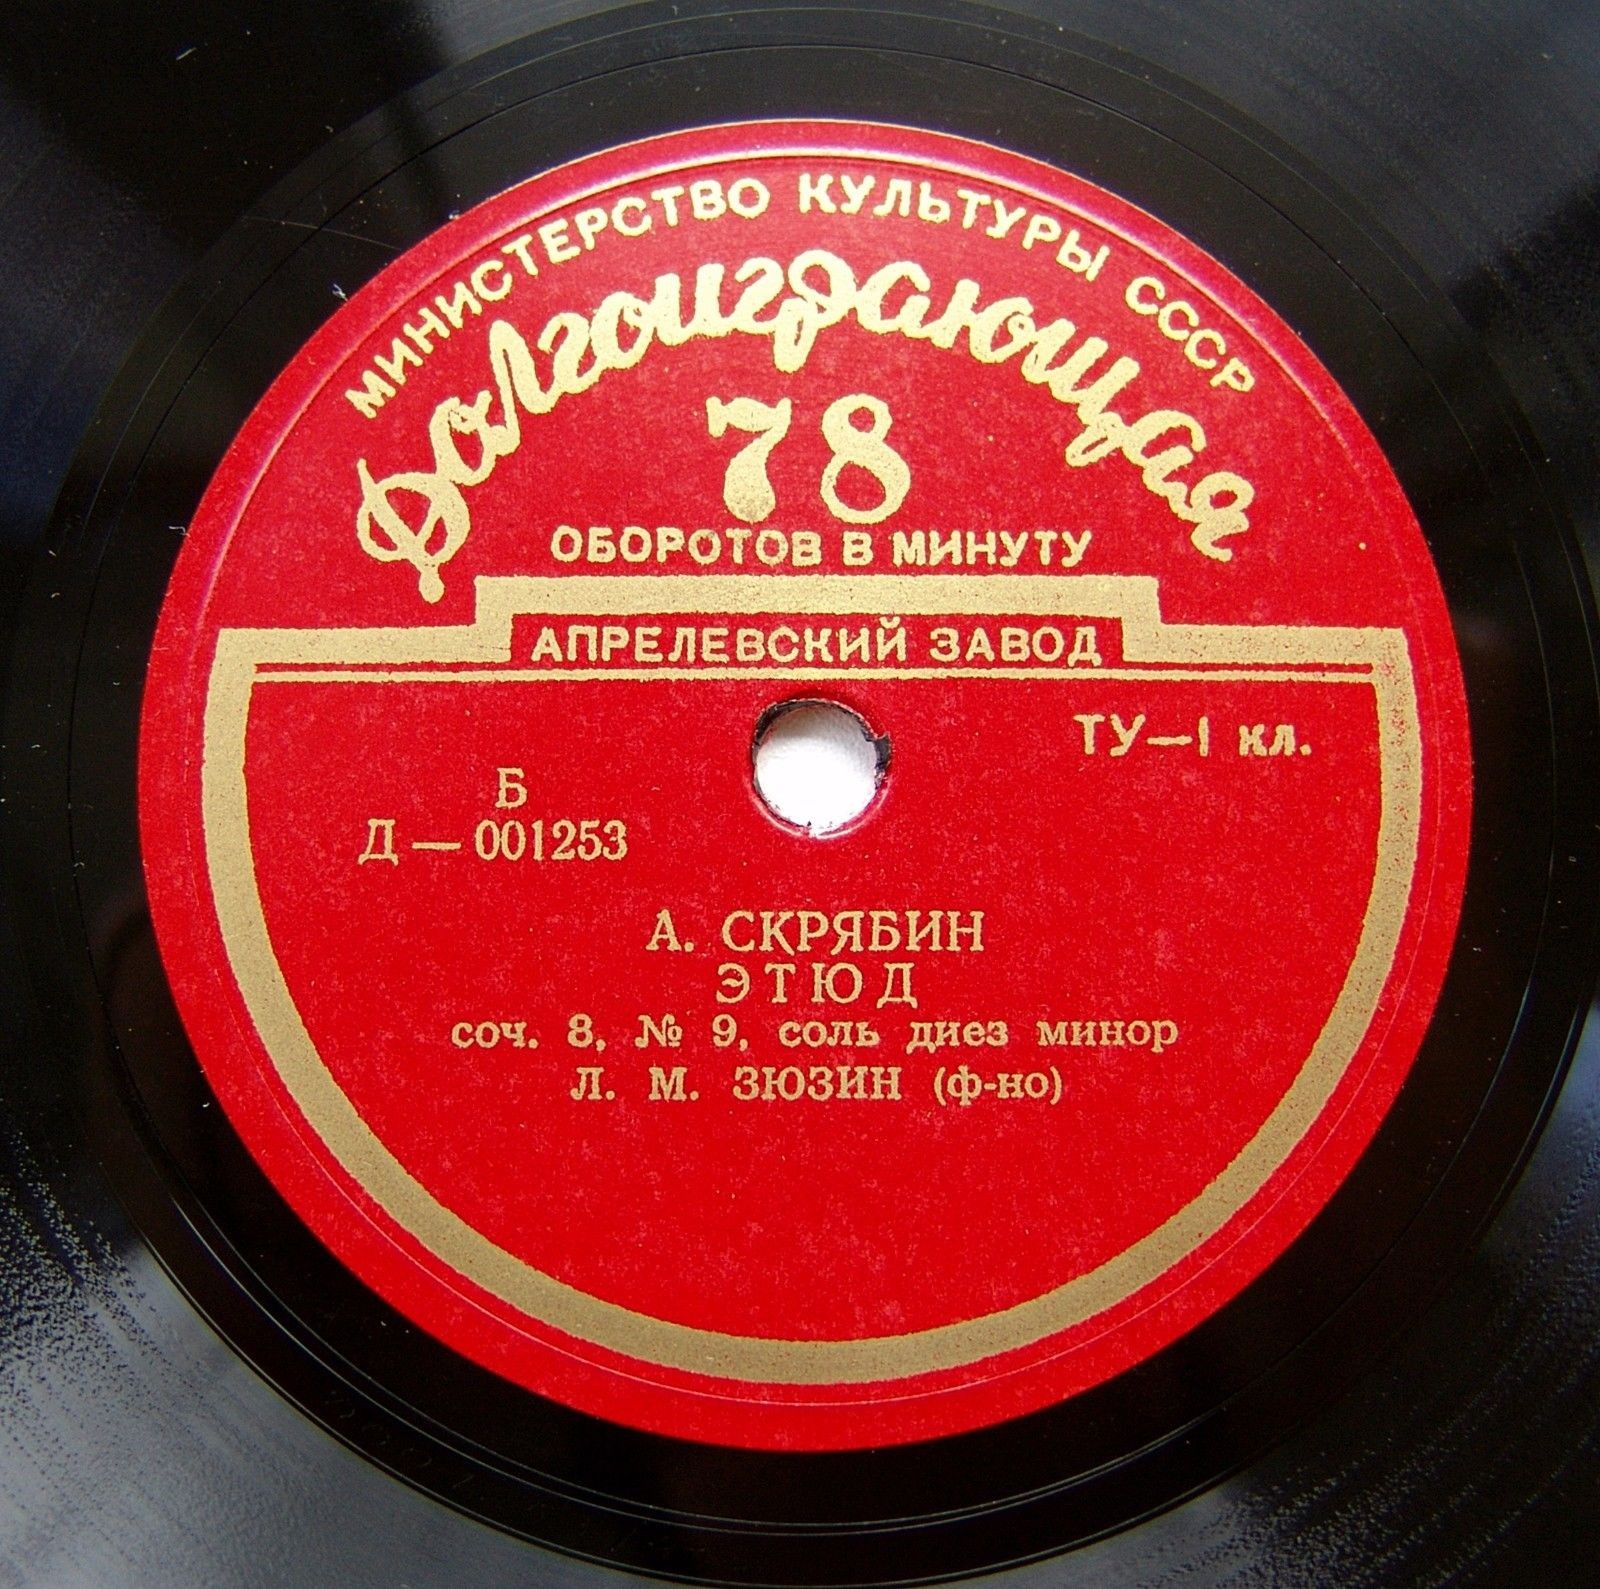 МИНИСТЕРСТВО КУЛЬТУРЫ СССР
Долгоиграющая
78
ОБОРОТОВ В МИНУТУ
АПРЕЛЕВСКИЙ ЗАВОД
ТУ—I кл.
Б
Д—001253
А. СКРЯБИН
ЭТЮД
соч. 8, № 9, соль диез минор
Л. М. ЗЮЗИН (ф-но)